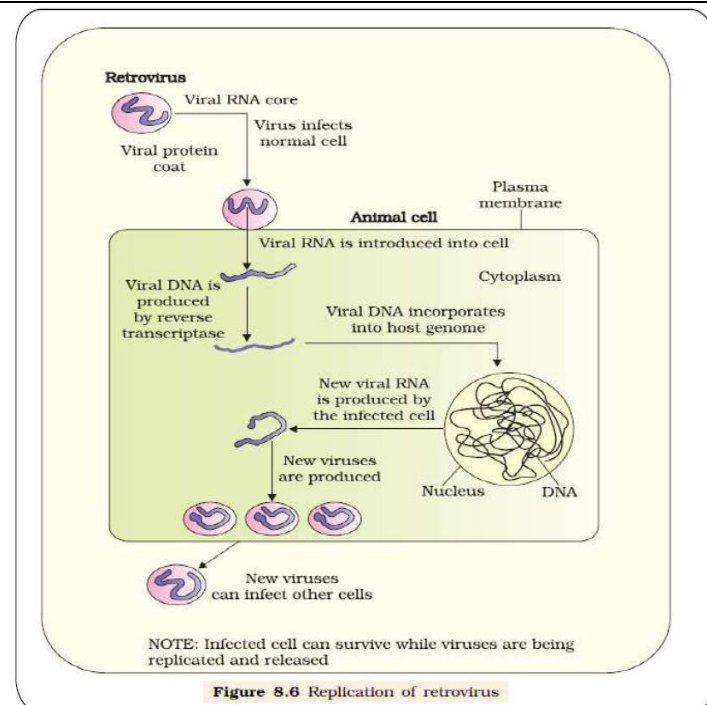 Retrovirus
Viral RNA core
Virus infects
normal cell
Viral protein
coat
Plasma
membrane
Animal cell
Viral RNA is introduced into cell
Cytoplasm
Viral DNA is
produced
by reverse
transcriptase
Viral DNA incorporates
into host genome
New viral RNA
is produced by
the infected cell
New viruses
are produced
Nucleus
DNA
New viruses
can infect other cells
NOTE: Infected cell can survive while viruses are being
replicated and released
Figure 8.6 Replication of retrovirus